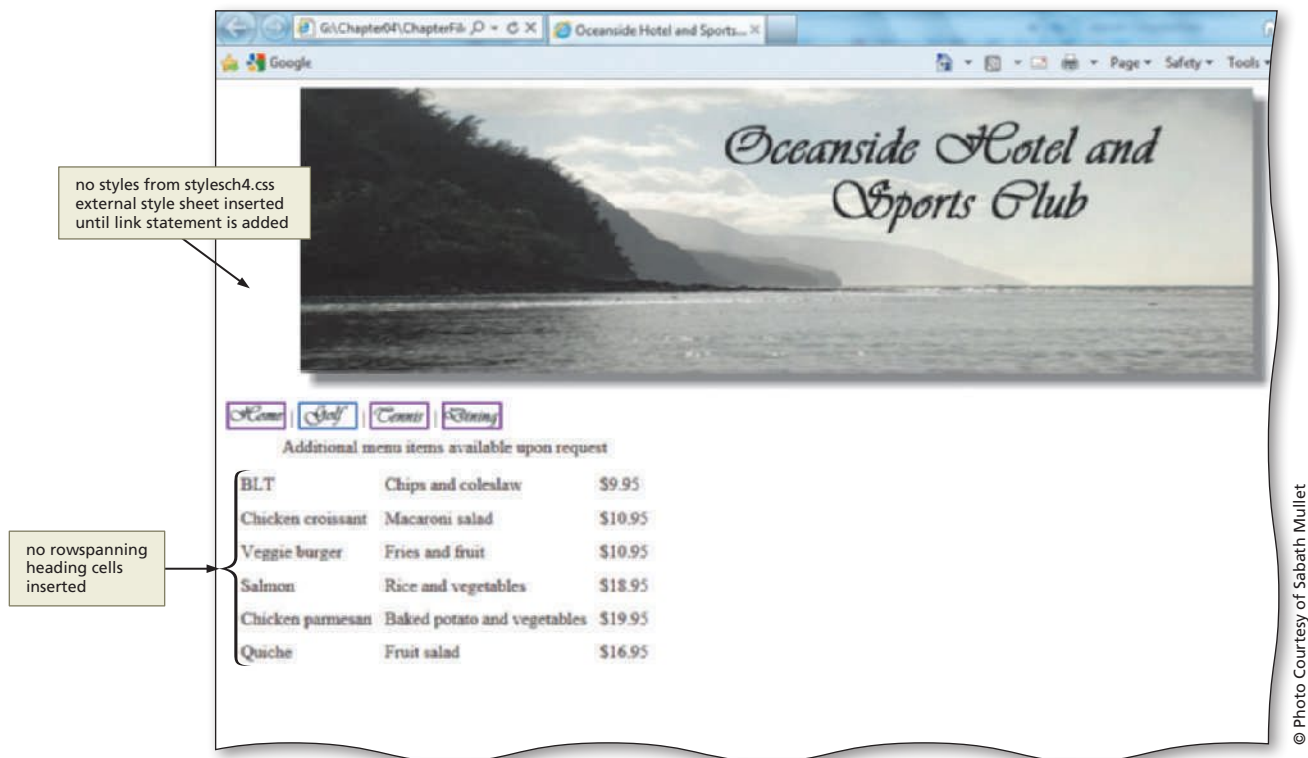 G:\Chapter04\ChapterFil
Oceanside Hotel and Sports...
Google
Page Safety Tools
Oceanside Hotel and
Sports Club
no styles from stylesch4.css
external style sheet inserted
until link statement is added
Home | Golf | Tennis | Dining
Additional menu items available upon request
BLT Chips and coleslaw $9.95
Chicken croissant Macaroni salad $10.95
Veggie burger Fries and fruit $10.95
Salmon Rice and vegetables $18.95
Chicken parmesan Baked potato and vegetables $19.95
Quiche Fruit salad $16.95
no rowspanning
heading cells
inserted
© Photo Courtesy of Sabath Mullet